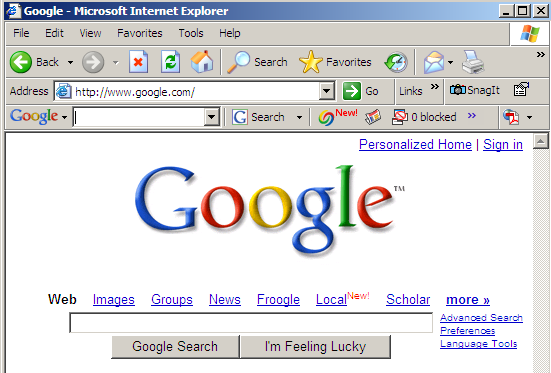 Google - Microsoft Internet Explorer
File Edit View Favorites Tools Help
Back Search Favorites
Address http://www.google.com/ Go Links » SnagIt
Google Search New! 0 blocked »
Personalized Home | Sign in
Google™
Web Images Groups News Froogle Local New! Scholar more »
Advanced Search
Preferences
Language Tools
Google Search I'm Feeling Lucky